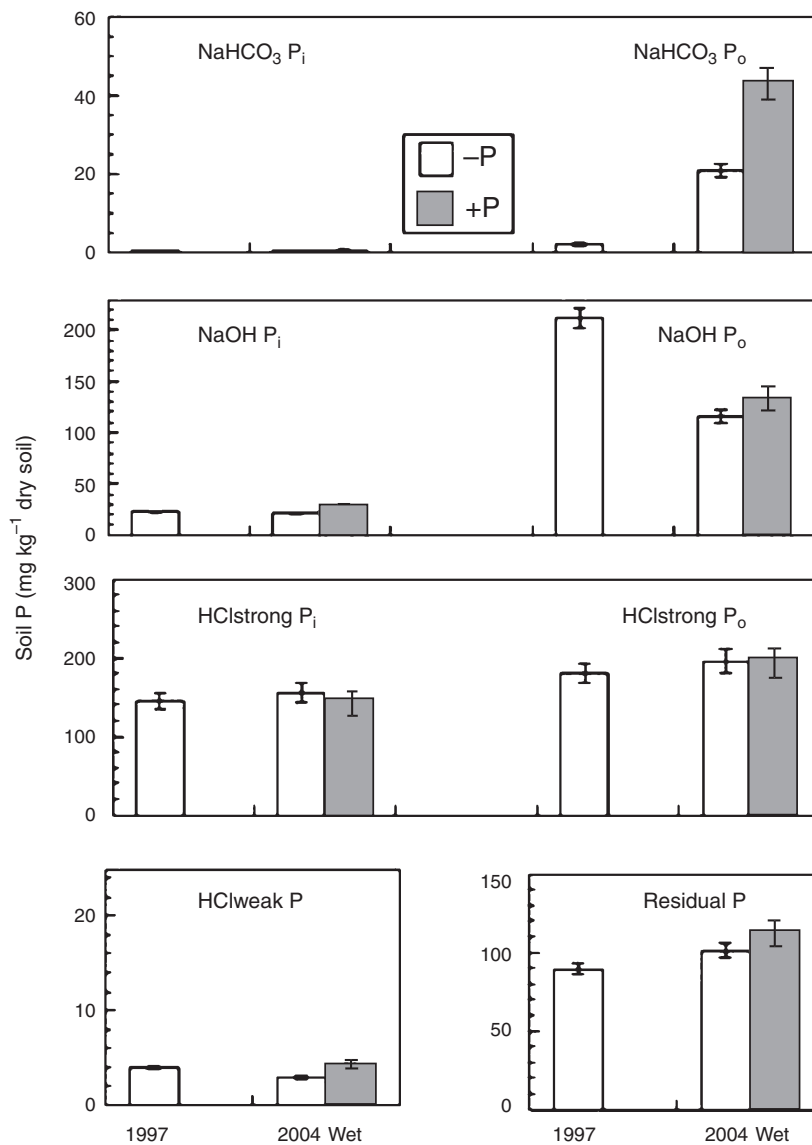 60
40
20
0
NaHCO₃ Pᵢ
NaHCO₃ Pₒ
–P
+P
200
150
100
50
0
NaOH Pᵢ
NaOH Pₒ
Soil P (mg kg⁻¹ dry soil)
300
200
100
0
HClstrong Pᵢ
HClstrong Pₒ
20
10
0
HClweak P
1997
2004 Wet
150
100
50
0
Residual P
1997
2004 Wet